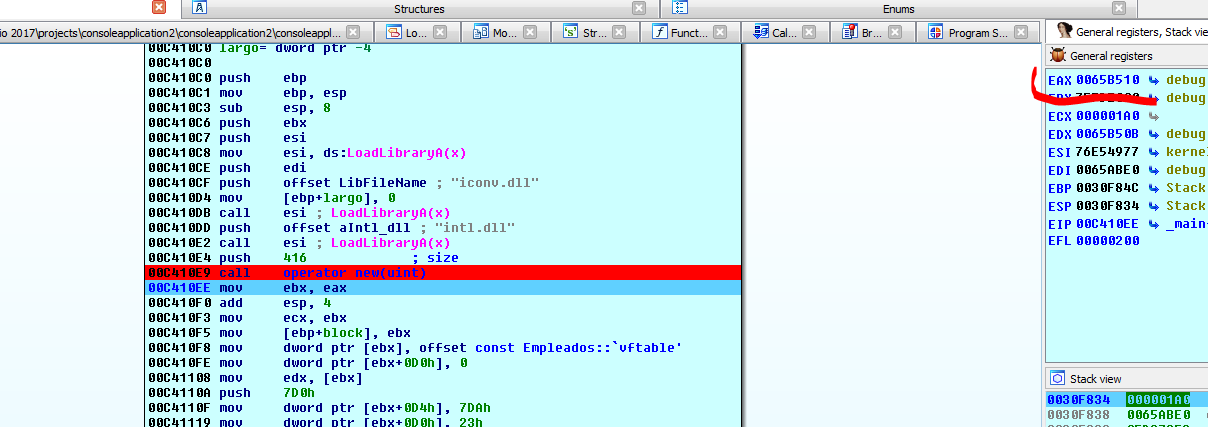 Structures
Enums
io 2017\projects\consoleapplication2\consoleapplication2\consoleappl...
Lo...
Mo...
Str...
Funct...
Cal...
Br...
Program S...
General registers, Stack vie
00C410C0 largo= dword ptr -4
00C410C0
00C410C0 push ebp
00C410C1 mov ebp, esp
00C410C3 sub esp, 8
00C410C6 push ebx
00C410C7 push esi
00C410C8 mov esi, ds:LoadLibraryA(x)
00C410CE push edi
00C410CF push offset LibFileName ; "iconv.dll"
00C410D4 mov [ebp+largo], 0
00C410DB call esi ; LoadLibraryA(x)
00C410DD push offset aIntl_dll ; "intl.dll"
00C410E2 call esi ; LoadLibraryA(x)
00C410E4 push 416 ; size
00C410E9 call operator new(uint)
00C410EE mov ebx, eax
00C410F0 add esp, 4
00C410F3 mov ecx, ebx
00C410F5 mov [ebp+block], ebx
00C410F8 mov dword ptr [ebx], offset const Empleados::`vftable'
00C410FE mov dword ptr [ebx+0D0h], 0
00C41108 mov edx, [ebx]
0041110A push 7D0h
00C4110F mov dword ptr [ebx+0D4h], 7DAh
00C41119 mov dword ptr [ebx+0D0h], 23h
General registers
EAX 0065B510 debug
debug
ECX 000001A0
EDX 0065B50B debug
ESI 76E54977 kernel
EDI 0065ABE0 debug
EBP 0030F84C Stack
ESP 0030F834 Stack
EIP 00C410EE _main
EFL 00000200
Stack view
0030F834 000001A0
0030F838 0065ABE0